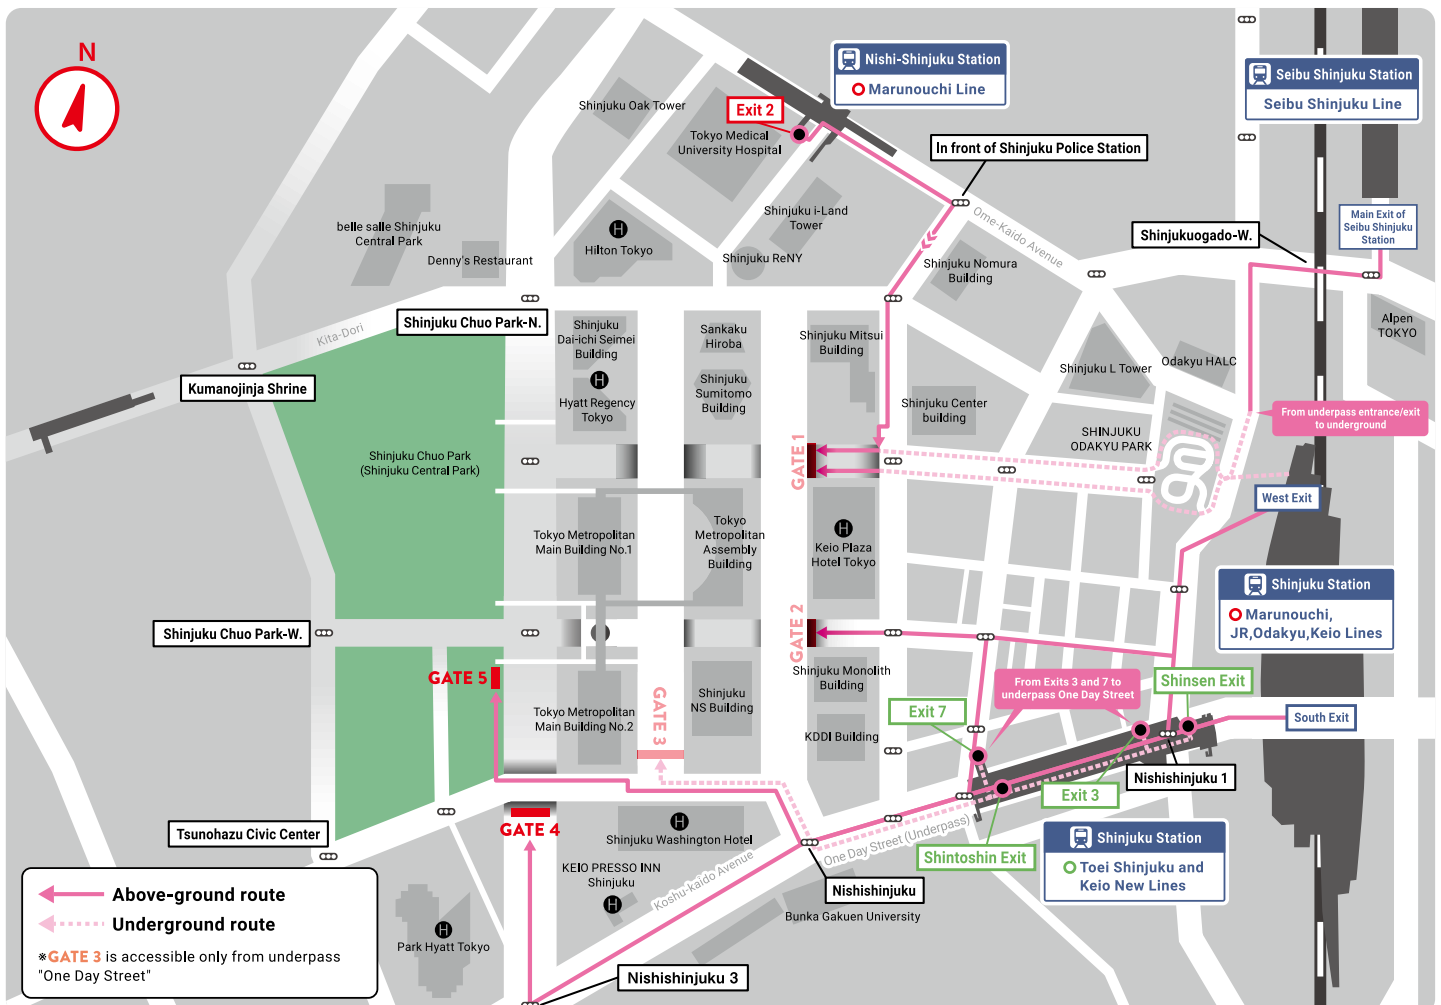 N
Nishi-Shinjuku Station
Marunouchi Line
Seibu Shinjuku Station
Seibu Shinjuku Line
Shinjuku Oak Tower
Exit 2
Tokyo Medical
University Hospital
In front of Shinjuku Police Station
belle salle Shinjuku
Central Park
Denny's Restaurant
H
Hilton Tokyo
Shinjuku i-Land
Tower
Shinjuku ReNY
Ome-Kaido Avenue
Shinjuku Nomura
Building
Shinjukuogado-W.
Main Exit of
Seibu Shinjuku
Station
Alpen
TOKYO
Kita-Dori
Shinjuku Chuo Park-N.
Kumanojinja Shrine
Shinjuku
Dai-ichi Seimei
Building
H
Hyatt Regency
Tokyo
Sankaku
Hiroba
Shinjuku
Sumitomo
Building
Shinjuku Mitsui
Building
Shinjuku Center
building
Shinjuku L Tower
Odakyu HALC
SHINJUKU
ODAKYU PARK
From underpass entrance/exit
to underground
Shinjuku Chuo Park
(Shinjuku Central Park)
GATE 1
West Exit
Tokyo Metropolitan
Main Building No.1
Tokyo
Metropolitan
Assembly
Building
H
Keio Plaza
Hotel Tokyo
Shinjuku Station
Marunouchi,
JR,Odakyu,Keio Lines
Shinjuku Chuo Park-W.
GATE 2
GATE 5
Tokyo Metropolitan
Main Building No.2
GATE 3
Shinjuku
NS Building
Shinjuku Monolith
Building
KDDI Building
From Exits 3 and 7 to
underpass One Day Street
Shinsen Exit
Exit 7
South Exit
Nishishinjuku 1
Exit 3
Tsunohazu Civic Center
GATE 4
H
Shinjuku Washington Hotel
KEIO PRESSO INN
Shinjuku
H
Koshu-kaido Avenue
One Day Street (Underpass)
Shintoshin Exit
Nishishinjuku
Bunka Gakuen University
Shinjuku Station
Toei Shinjuku and
Keio New Lines
H
Park Hyatt Tokyo
Nishishinjuku 3
Above-ground route
Underground route
※GATE 3 is accessible only from underpass
"One Day Street"